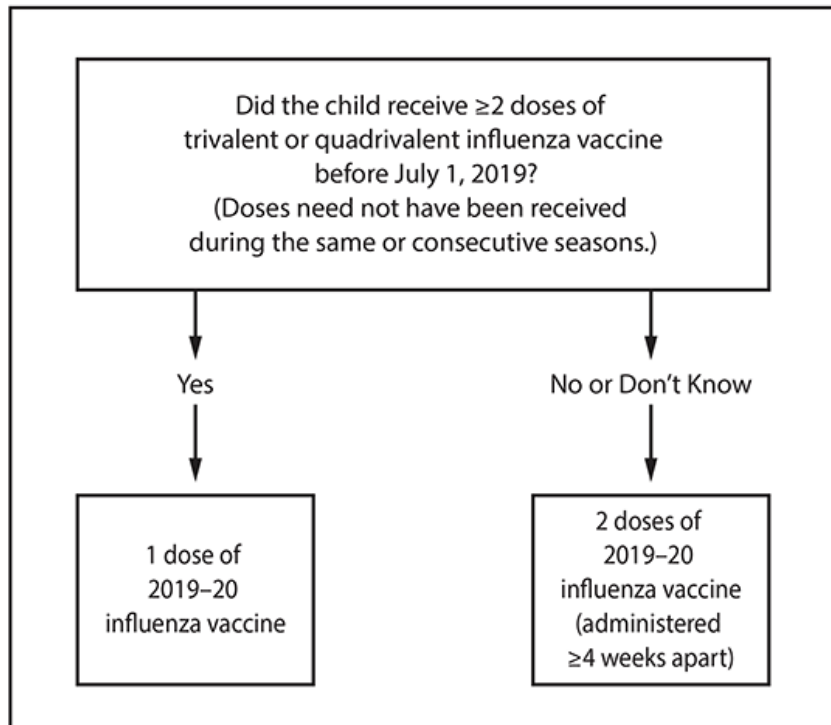 Did the child receive ≥2 doses of
trivalent or quadrivalent influenza vaccine
before July 1, 2019?
(Doses need not have been received
during the same or consecutive seasons.)
Yes
No or Don’t Know
1 dose of
2019–20
influenza vaccine
2 doses of
2019–20
influenza vaccine
(administered
≥4 weeks apart)